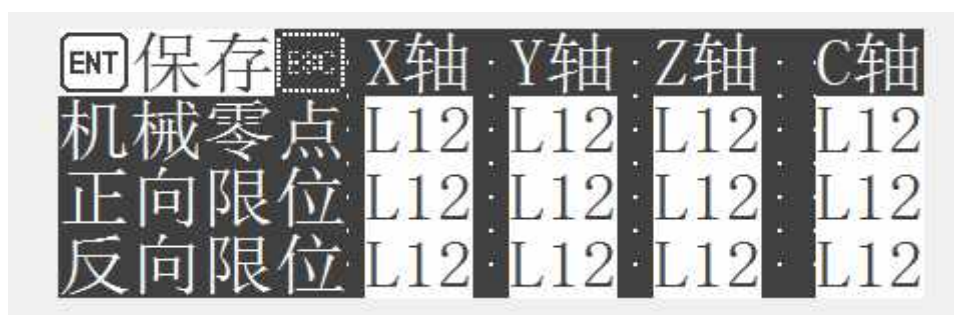 ENT 保存 ESC X轴 Y轴 Z轴 C轴
机械零点 L12 L12 L12 L12
正向限位 L12 L12 L12 L12
反向限位 L12 L12 L12 L12